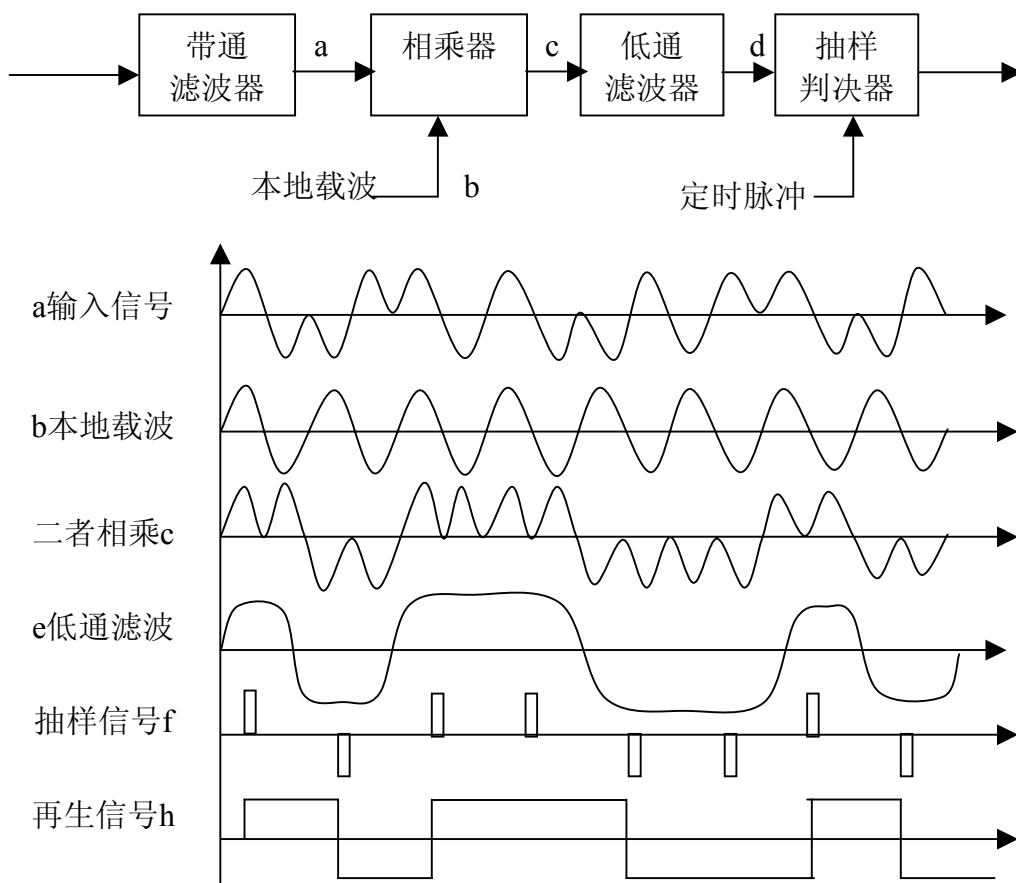 带通
滤波器
a
相乘器
c
低通
滤波器
d
抽样
判决器
本地载波
b
定时脉冲
a输入信号
b本地载波
二者相乘c
e低通滤波
抽样信号f
再生信号h